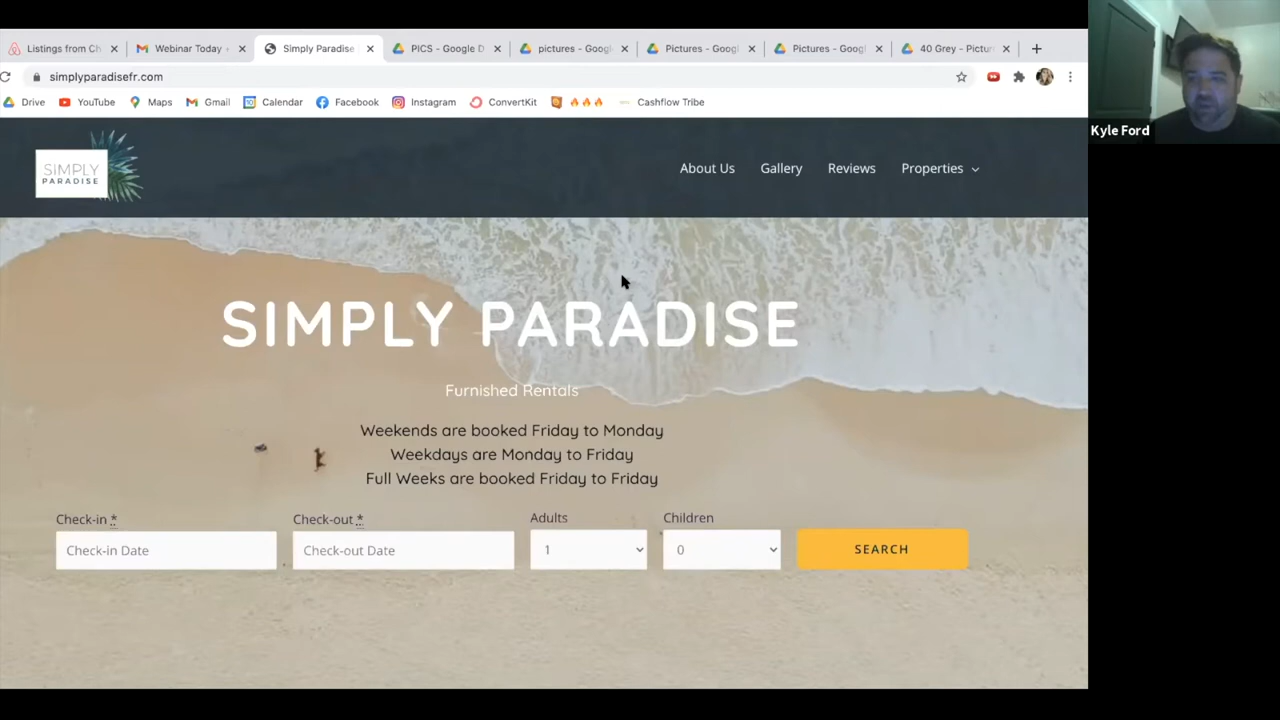 Listings from Ch
Webinar Today +
Simply Paradise
PICS - Google D
pictures - Goog
Pictures - Googl
Pictures - Googl
40 Grey - Pictur
simplyparadisefr.com
Drive
YouTube
Maps
Gmail
Calendar
Facebook
Instagram
ConvertKit
Cashflow Tribe
Kyle Ford
SIMPLY
PARADISE
About Us
Gallery
Reviews
Properties
SIMPLY PARADISE
Furnished Rentals
Weekends are booked Friday to Monday
Weekdays are Monday to Friday
Full Weeks are booked Friday to Friday
Check-in *
Check-out *
Adults
Children
Check-in Date
Check-out Date
1
0
SEARCH